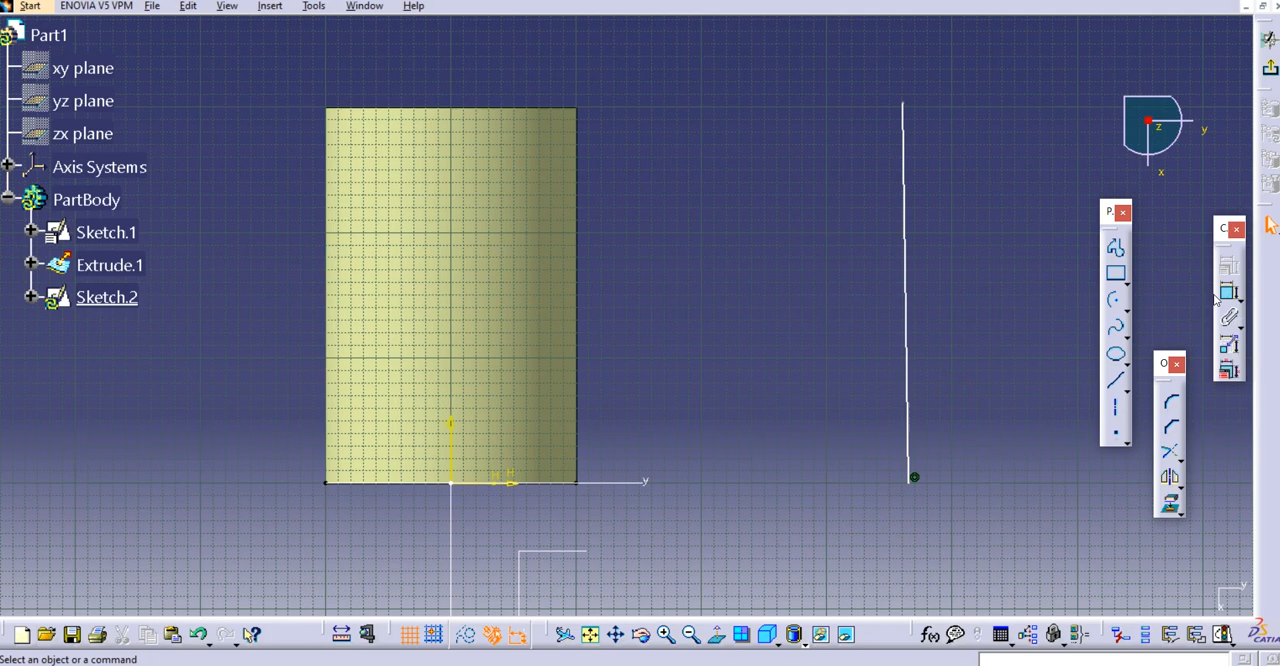 Start ENOVIA V5 VPM File Edit View Insert Tools Window Help
Part1
xy plane
yz plane
zx plane
Axis Systems
PartBody
Sketch.1
Extrude.1
Sketch.2
z
y
x
P.
C.
O
H
H
y
y
x
f(x)
CATIA
Select an object or a command